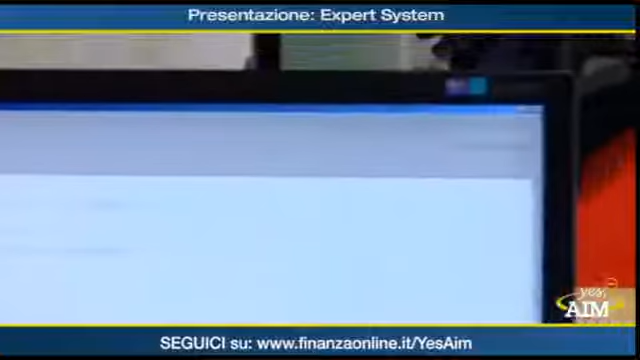 Presentazione: Expert System
yes,
AIM
SEGUICI su: www.finanzaonline.it/YesAim